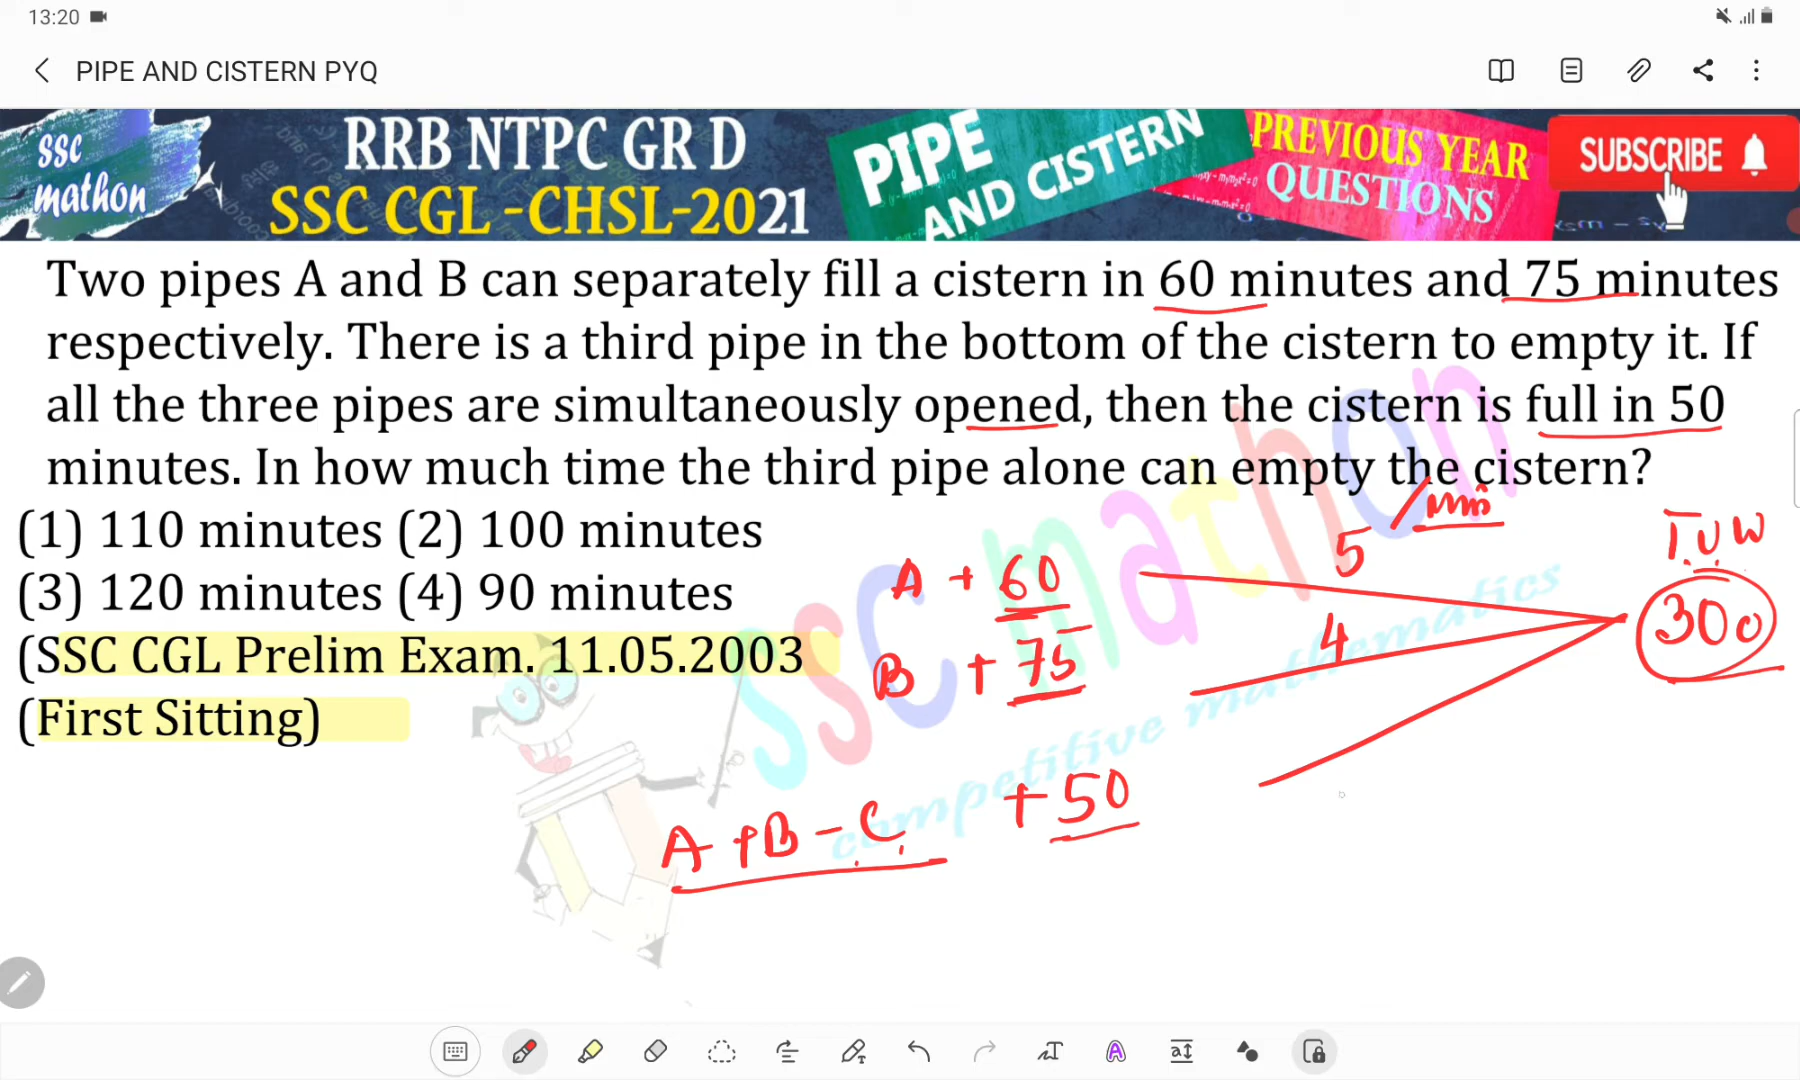 13:20
PIPE AND CISTERN PYQ
SSC mathon
RRB NTPC GR D
SSC CGL -CHSL-2021
PIPE AND CISTERN
PREVIOUS YEAR QUESTIONS
SUBSCRIBE
Two pipes A and B can separately fill a cistern in 60 minutes and 75 minutes
respectively. There is a third pipe in the bottom of the cistern to empty it. If
all the three pipes are simultaneously opened, then the cistern is full in 50
minutes. In how much time the third pipe alone can empty the cistern?
(1) 110 minutes (2) 100 minutes
(3) 120 minutes (4) 90 minutes
(SSC CGL Prelim Exam. 11.05.2003
(First Sitting)
5 /min
T.U.W
A + 60
300
4
B + 75
A + B - C + 50
ssc mathon
competitive mathematics